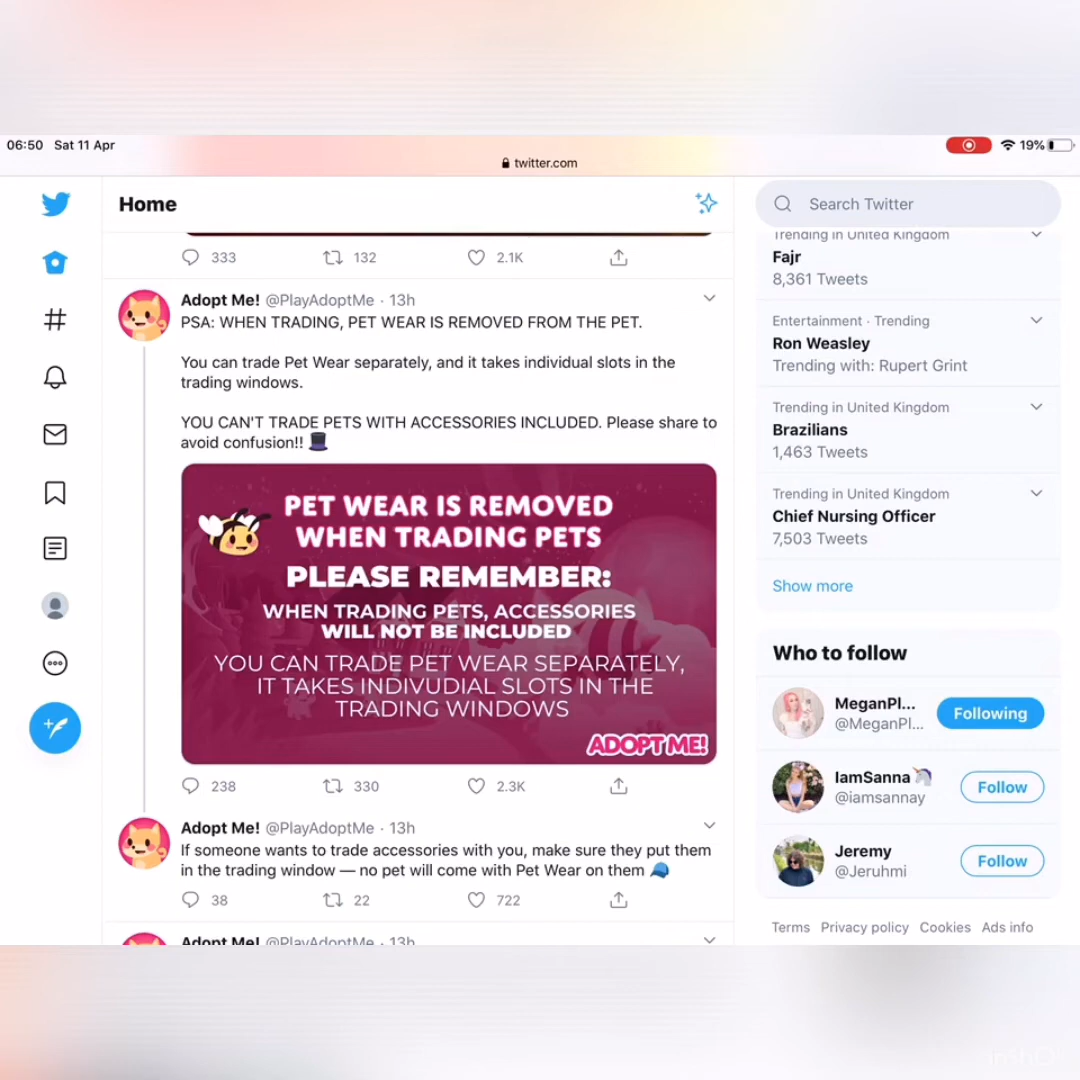 06:50 Sat 11 Apr
19%
twitter.com
Home
Search Twitter
333 132 2.1K
Adopt Me! @PlayAdoptMe · 13h
PSA: WHEN TRADING, PET WEAR IS REMOVED FROM THE PET.
You can trade Pet Wear separately, and it takes individual slots in the
trading windows.
YOU CAN'T TRADE PETS WITH ACCESSORIES INCLUDED. Please share to
avoid confusion!! 🎩
PET WEAR IS REMOVED
WHEN TRADING PETS
PLEASE REMEMBER:
WHEN TRADING PETS, ACCESSORIES
WILL NOT BE INCLUDED
YOU CAN TRADE PET WEAR SEPARATELY,
IT TAKES INDIVUDIAL SLOTS IN THE
TRADING WINDOWS
ADOPT ME!
238 330 2.3K
Adopt Me! @PlayAdoptMe · 13h
If someone wants to trade accessories with you, make sure they put them
in the trading window — no pet will come with Pet Wear on them 🧢
38 22 722
Adopt Me! @PlayAdoptMe · 13h
Trending in United Kingdom
Fajr
8,361 Tweets
Entertainment · Trending
Ron Weasley
Trending with: Rupert Grint
Trending in United Kingdom
Brazilians
1,463 Tweets
Trending in United Kingdom
Chief Nursing Officer
7,503 Tweets
Show more
Who to follow
MeganPl...
@MeganPl...
Following
IamSanna🦄
@iamsannay
Follow
Jeremy
@Jeruhmi
Follow
Terms Privacy policy Cookies Ads info